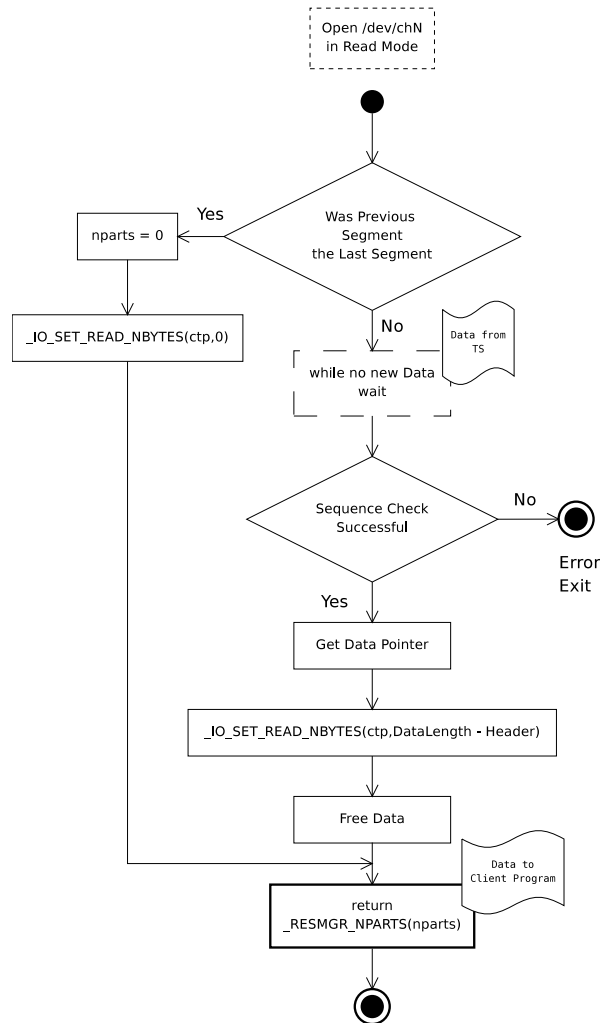 Open /dev/chN
in Read Mode
Was Previous
Segment
the Last Segment
Yes
nparts = 0
_IO_SET_READ_NBYTES(ctp,0)
No
Data from
TS
while no new Data
wait
Sequence Check
Successful
No
Error
Exit
Yes
Get Data Pointer
_IO_SET_READ_NBYTES(ctp,DataLength - Header)
Free Data
Data to
Client Program
return
_RESMGR_NPARTS(nparts)